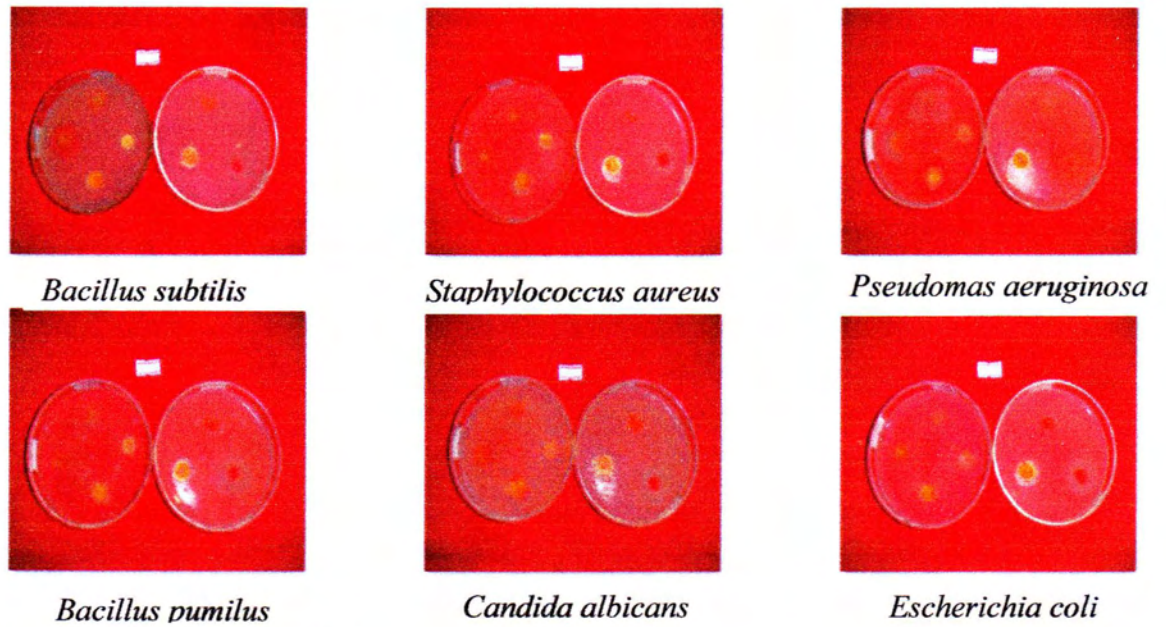 Bacillus subtilis
Staphylococcus aureus
Pseudomas aeruginosa
Bacillus pumilus
Candida albicans
Escherichia coli